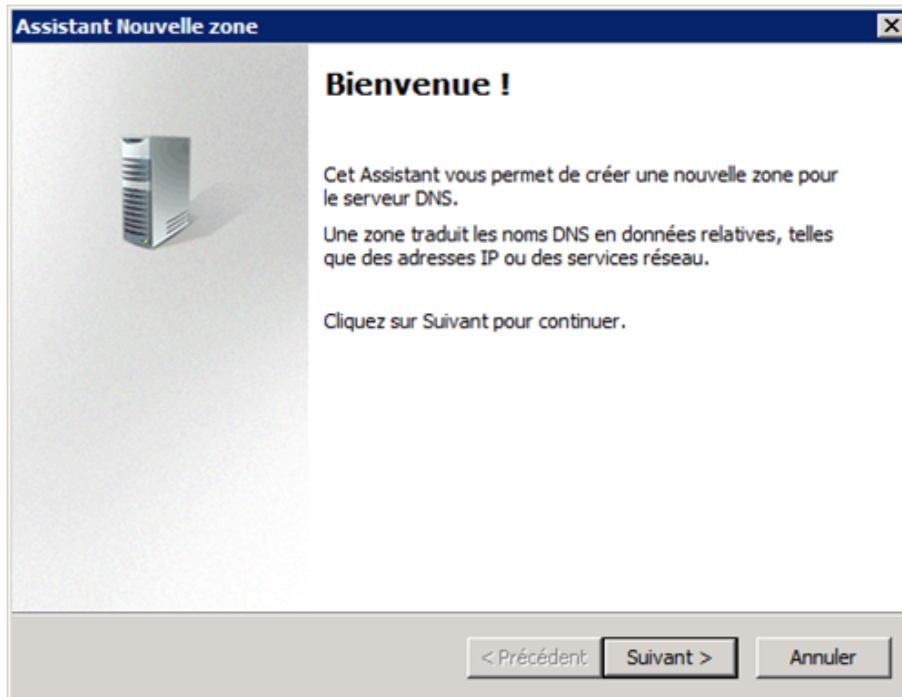 Assistant Nouvelle zone
Bienvenue !
Cet Assistant vous permet de créer une nouvelle zone pour
le serveur DNS.
Une zone traduit les noms DNS en données relatives, telles
que des adresses IP ou des services réseau.
Cliquez sur Suivant pour continuer.
< Précédent Suivant > Annuler